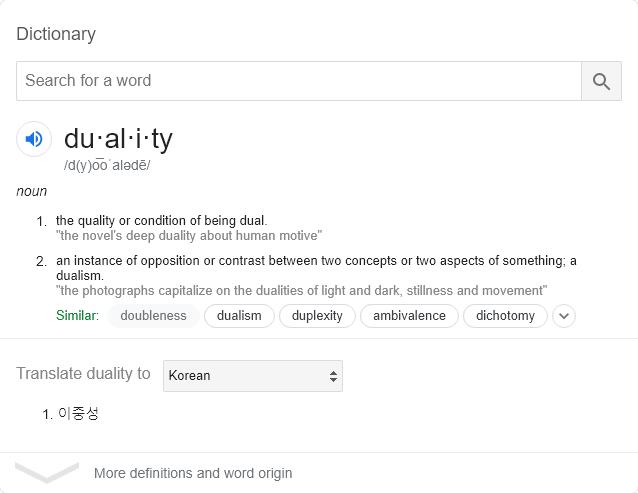 Dictionary
Search for a word
du·al·i·ty
/d(y)o͞oˈalədē/
noun
1. the quality or condition of being dual.
"the novel's deep duality about human motive"
2. an instance of opposition or contrast between two concepts or two aspects of something; a
dualism.
"the photographs capitalize on the dualities of light and dark, stillness and movement"
Similar: doubleness dualism duplexity ambivalence dichotomy
Translate duality to Korean
1. 이중성
More definitions and word origin